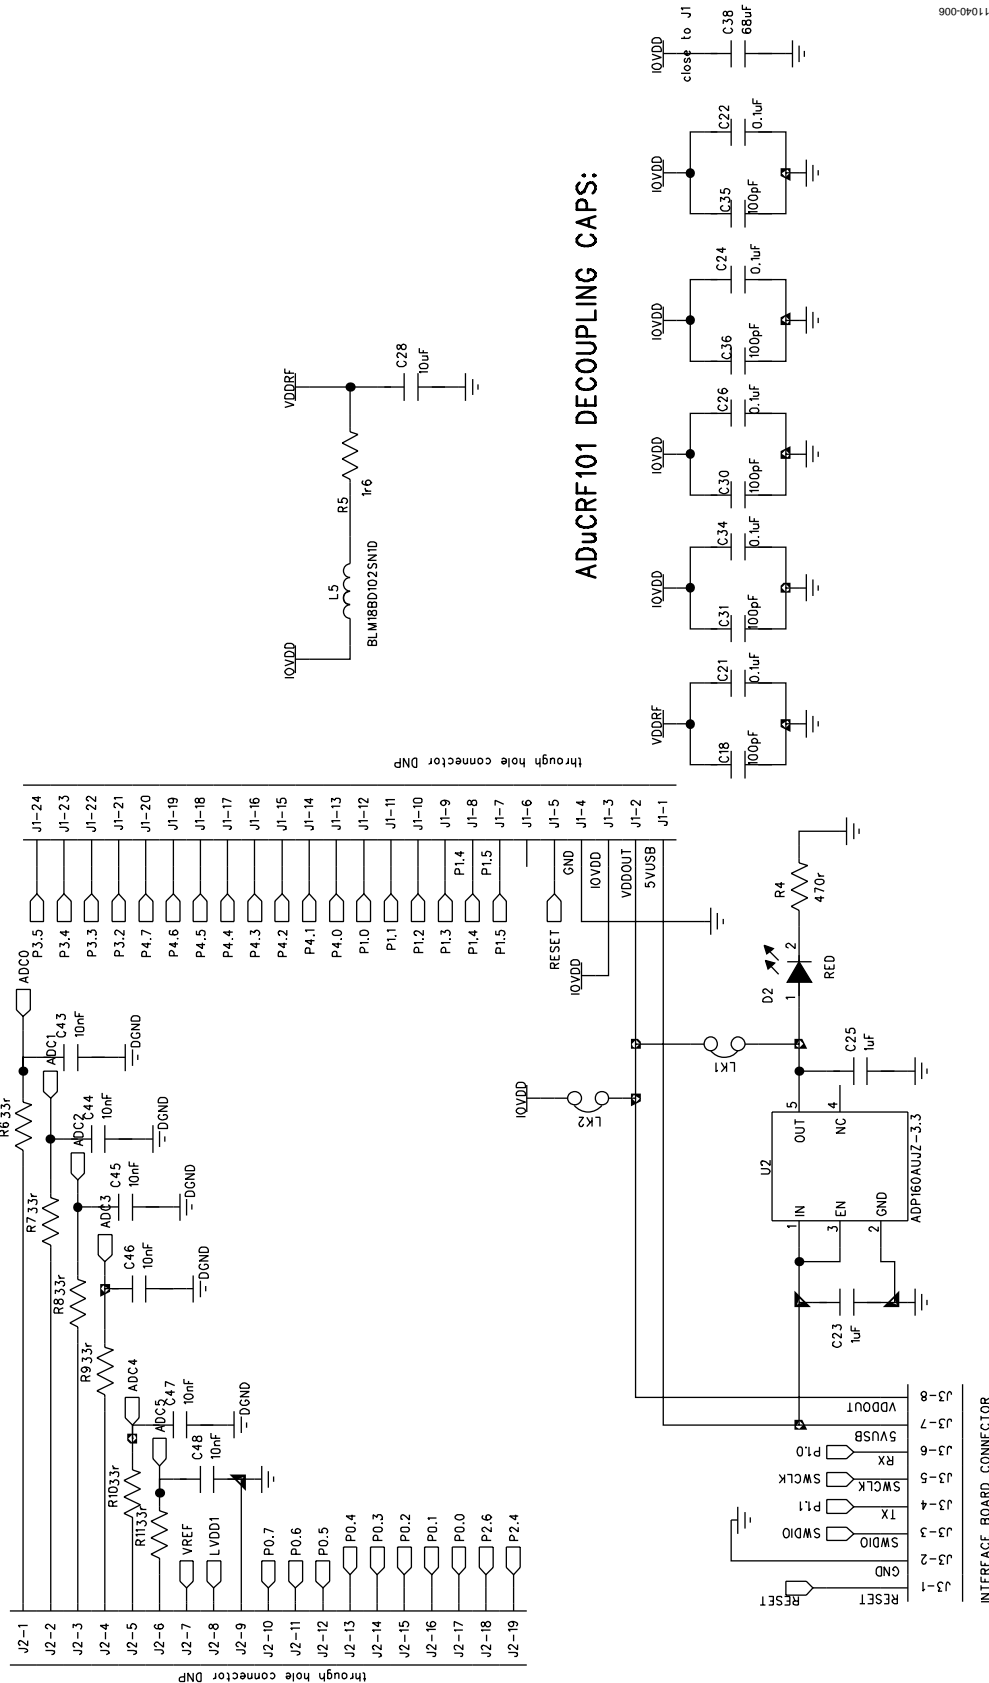 11040-006
IOVDD
close to J1
C38
68uF
IOVDD
C22
0.1uF
C35
100pF
IOVDD
C24
0.1uF
C36
100pF
IOVDD
C26
0.1uF
C30
100pF
IOVDD
C34
0.1uF
C31
100pF
VDDRF
C21
0.1uF
C18
100pF
ADuCRF101 DECOUPLING CAPS:
VDDRF
C28
10uF
R5
1r6
L5
BLM18BD102SN1D
IOVDD
through hole connector DNP
J1-24
J1-23
J1-22
J1-21
J1-20
J1-19
J1-18
J1-17
J1-16
J1-15
J1-14
J1-13
J1-12
J1-11
J1-10
J1-9
J1-8
J1-7
J1-6
J1-5
J1-4
J1-3
J1-2
J1-1
P3.5
P3.4
P3.3
P3.2
P4.7
P4.6
P4.5
P4.4
P4.3
P4.2
P4.1
P4.0
P1.0
P1.1
P1.2
P1.3
P1.4
P1.5
P1.4
P1.5
RESET
GND
IOVDD
VDDOUT
5VUSB
IOVDD
ADC0
C43
10nF
DGND
R6 33r
ADC1
C44
10nF
DGND
R7 33r
ADC2
C45
10nF
DGND
R8 33r
ADC3
C46
10nF
DGND
R9 33r
ADC4
C47
10nF
DGND
R10 33r
ADC5
C48
10nF
R11 33r
VREF
LVDD1
P0.7
P0.6
P0.5
P0.4
P0.3
P0.2
P0.1
P0.0
P2.6
P2.4
J2-1
J2-2
J2-3
J2-4
J2-5
J2-6
J2-7
J2-8
J2-9
J2-10
J2-11
J2-12
J2-13
J2-14
J2-15
J2-16
J2-17
J2-18
J2-19
through hole connector DNP
IOVDD
LK2
LK1
R4
470r
D2
1
2
RED
C25
1uF
U2
OUT
5
NC
4
IN
1
EN
3
GND
2
ADP160AUJZ-3.3
C23
1uF
VDDOUT
J3-8
5VUSB
J3-7
P1.0
RX
J3-6
SWCLK
SWCLK
J3-5
P1.1
TX
J3-4
SWDIO
SWDIO
J3-3
GND
J3-2
RESET
RESET
J3-1
INTERFACE BOARD CONNECTOR